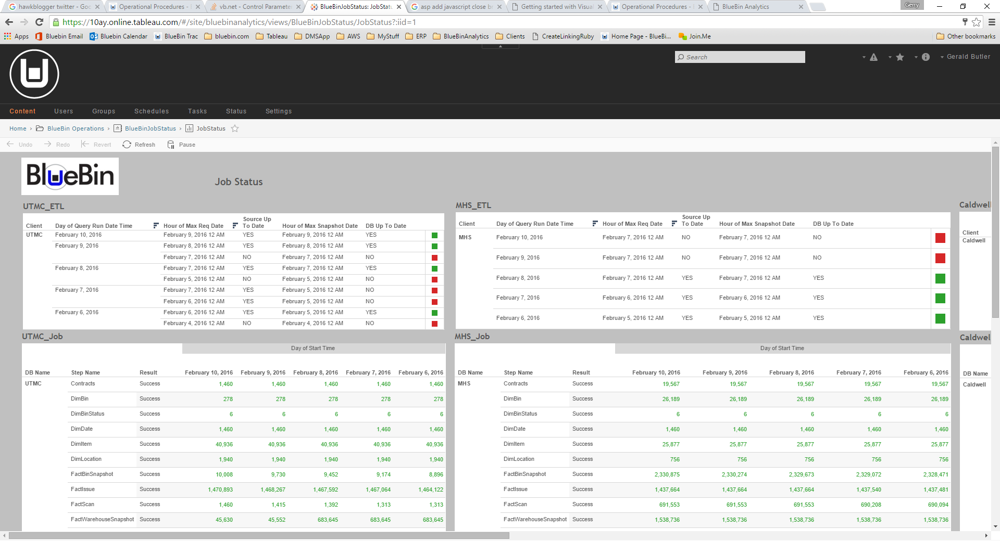 hawkblogger twitter - Goo
Operational Procedures -
vb.net - Control Paramete
BlueBinJobStatus: JobStatu
asp add javascript close br
Getting started with Visual
Operational Procedures -
BlueBin Analytics
Gerry
https://10ay.online.tableau.com/#/site/bluebinanalytics/views/BlueBinJobStatus/JobStatus?:iid=1
Apps Bluebin Email Bluebin Calendar BlueBin Trac bluebin.com Tableau DMSApp AWS MyStuff ERP BlueBinAnalytics Clients CreateLinkingRuby Home Page - BlueBi... Join.Me Other bookmarks
Search
Gerald Butler
Content Users Groups Schedules Tasks Status Settings
Home › BlueBin Operations › BlueBinJobStatus › JobStatus
Undo Redo Revert Refresh Pause
BlueBin
Job Status
UTMC_ETL
Client Day of Query Run Date Time Hour of Max Req Date Source Up To Date Hour of Max Snapshot Date DB Up To Date
UTMC February 10, 2016 February 9, 2016 12 AM YES February 9, 2016 12 AM YES
February 9, 2016 February 8, 2016 12 AM YES February 8, 2016 12 AM YES
February 7, 2016 12 AM NO February 7, 2016 12 AM NO
February 8, 2016 February 7, 2016 12 AM YES February 7, 2016 12 AM YES
February 5, 2016 12 AM NO February 5, 2016 12 AM NO
February 7, 2016 February 7, 2016 12 AM YES February 5, 2016 12 AM NO
February 6, 2016 12 AM YES February 5, 2016 12 AM NO
February 6, 2016 February 6, 2016 12 AM YES February 5, 2016 12 AM YES
February 4, 2016 12 AM NO February 4, 2016 12 AM NO
MHS_ETL
Client Day of Query Run Date Time Hour of Max Req Date Source Up To Date Hour of Max Snapshot Date DB Up To Date
MHS February 10, 2016 February 7, 2016 12 AM NO February 7, 2016 12 AM NO
February 9, 2016 February 7, 2016 12 AM NO February 7, 2016 12 AM NO
February 8, 2016 February 7, 2016 12 AM YES February 7, 2016 12 AM YES
February 7, 2016 February 6, 2016 12 AM YES February 6, 2016 12 AM YES
February 6, 2016 February 5, 2016 12 AM YES February 5, 2016 12 AM YES
Caldwell
Client
Caldwell
UTMC_Job
Day of Start Time
DB Name Step Name Result February 10, 2016 February 9, 2016 February 8, 2016 February 7, 2016 February 6, 2016
UTMC Contracts Success 1,460 1,460 1,460 1,460 1,460
DimBin Success 278 278 278 278 278
DimBinStatus Success 6 6 6 6 6
DimDate Success 1,460 1,460 1,460 1,460 1,460
DimItem Success 40,936 40,936 40,936 40,936 40,936
DimLocation Success 1,940 1,940 1,940 1,940 1,940
FactBinSnapshot Success 10,008 9,730 9,452 9,174 8,896
FactIssue Success 1,470,893 1,468,267 1,467,592 1,467,064 1,464,122
FactScan Success 1,460 1,415 1,392 1,313 1,313
FactWarehouseSnapshot Success 45,630 45,552 683,645 683,645 683,645
MHS_Job
Day of Start Time
DB Name Step Name Result February 10, 2016 February 9, 2016 February 8, 2016 February 7, 2016 February 6, 2016
MHS Contracts Success 19,567 19,567 19,567 19,567 19,567
DimBin Success 26,189 26,189 26,189 26,189 26,189
DimBinStatus Success 6 6 6 6 6
DimDate Success 1,460 1,460 1,460 1,460 1,460
DimItem Success 25,877 25,877 25,877 25,877 25,877
DimLocation Success 756 756 756 756 756
FactBinSnapshot Success 2,330,875 2,330,274 2,329,673 2,329,072 2,328,471
FactIssue Success 1,437,664 1,437,664 1,437,664 1,437,540 1,437,481
FactScan Success 691,553 691,553 691,553 690,208 690,094
FactWarehouseSnapshot Success 1,538,736 1,538,736 1,538,736 1,538,736 1,538,736
Caldwel
DB Name
Caldwell